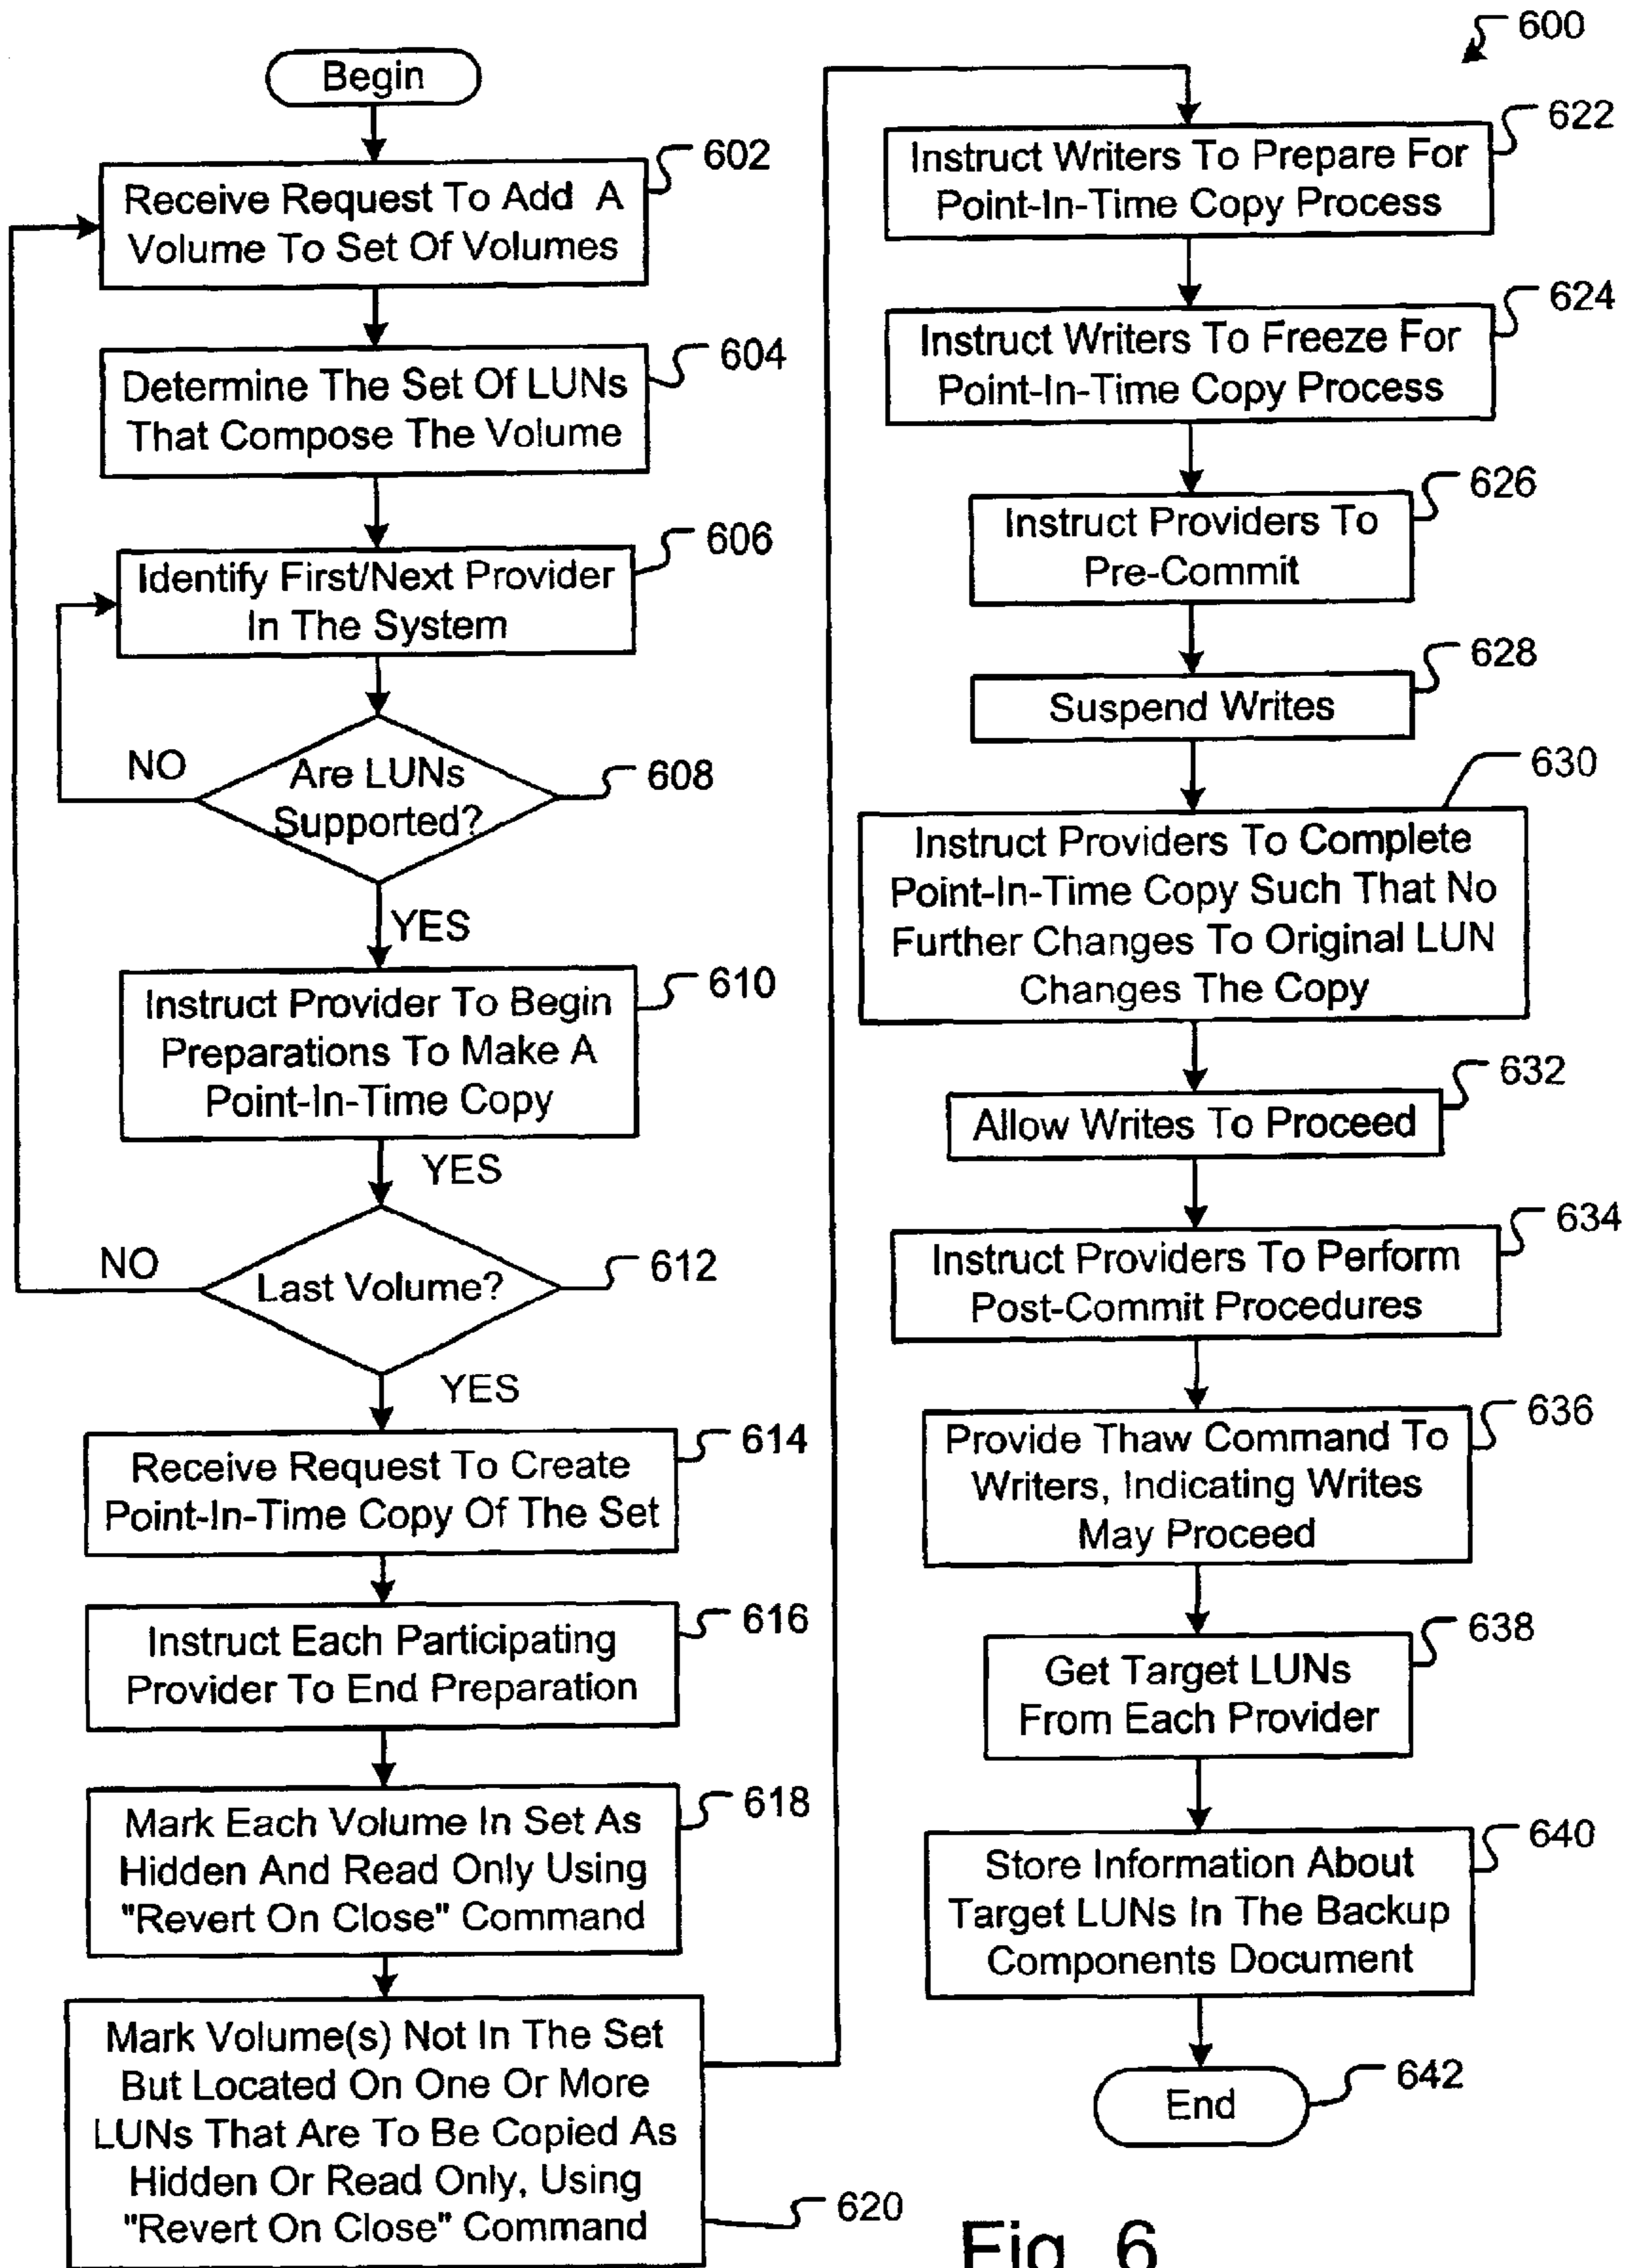 600
Begin
602
Receive Request To Add A
Volume To Set Of Volumes
604
Determine The Set Of LUNs
That Compose The Volume
606
Identify First/Next Provider
In The System
NO
Are LUNs
Supported?
608
YES
610
Instruct Provider To Begin
Preparations To Make A
Point-In-Time Copy
YES
NO
Last Volume?
612
YES
614
Receive Request To Create
Point-In-Time Copy Of The Set
616
Instruct Each Participating
Provider To End Preparation
618
Mark Each Volume In Set As
Hidden And Read Only Using
"Revert On Close" Command
Mark Volume(s) Not In The Set
But Located On One Or More
LUNs That Are To Be Copied As
Hidden Or Read Only, Using
"Revert On Close" Command
620
622
Instruct Writers To Prepare For
Point-In-Time Copy Process
624
Instruct Writers To Freeze For
Point-In-Time Copy Process
626
Instruct Providers To
Pre-Commit
628
Suspend Writes
630
Instruct Providers To Complete
Point-In-Time Copy Such That No
Further Changes To Original LUN
Changes The Copy
632
Allow Writes To Proceed
634
Instruct Providers To Perform
Post-Commit Procedures
636
Provide Thaw Command To
Writers, Indicating Writes
May Proceed
638
Get Target LUNs
From Each Provider
640
Store Information About
Target LUNs In The Backup
Components Document
End
642
Fig. 6